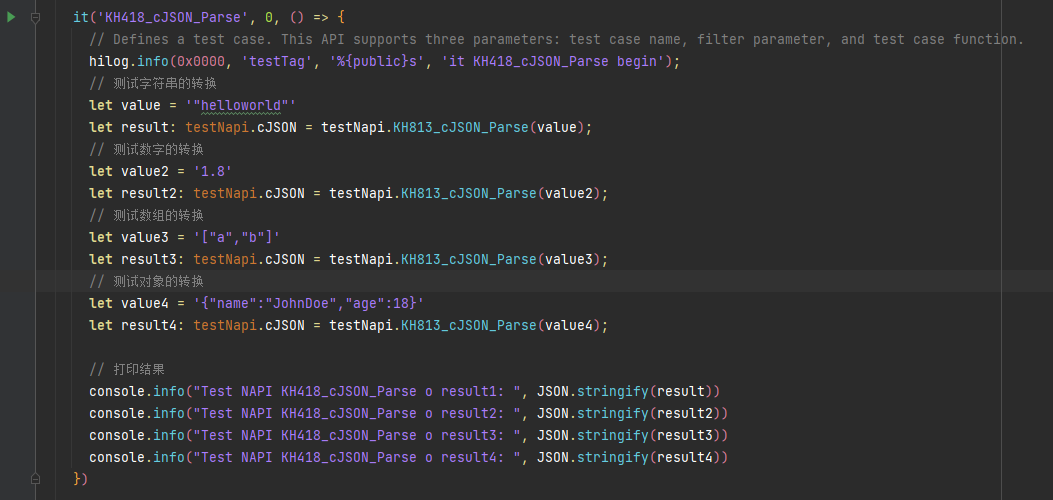 it('KH418_cJSON_Parse', 0, () => {
// Defines a test case. This API supports three parameters: test case name, filter parameter, and test case function.
hilog.info(0x0000, 'testTag', '%{public}s', 'it KH418_cJSON_Parse begin');
// 测试字符串的转换
let value = '"helloworld"'
let result: testNapi.cJSON = testNapi.KH813_cJSON_Parse(value);
// 测试数字的转换
let value2 = '1.8'
let result2: testNapi.cJSON = testNapi.KH813_cJSON_Parse(value2);
// 测试数组的转换
let value3 = '["a","b"]'
let result3: testNapi.cJSON = testNapi.KH813_cJSON_Parse(value3);
// 测试对象的转换
let value4 = '{"name":"JohnDoe","age":18}'
let result4: testNapi.cJSON = testNapi.KH813_cJSON_Parse(value4);
// 打印结果
console.info("Test NAPI KH418_cJSON_Parse o result1: ", JSON.stringify(result))
console.info("Test NAPI KH418_cJSON_Parse o result2: ", JSON.stringify(result2))
console.info("Test NAPI KH418_cJSON_Parse o result3: ", JSON.stringify(result3))
console.info("Test NAPI KH418_cJSON_Parse o result4: ", JSON.stringify(result4))
})